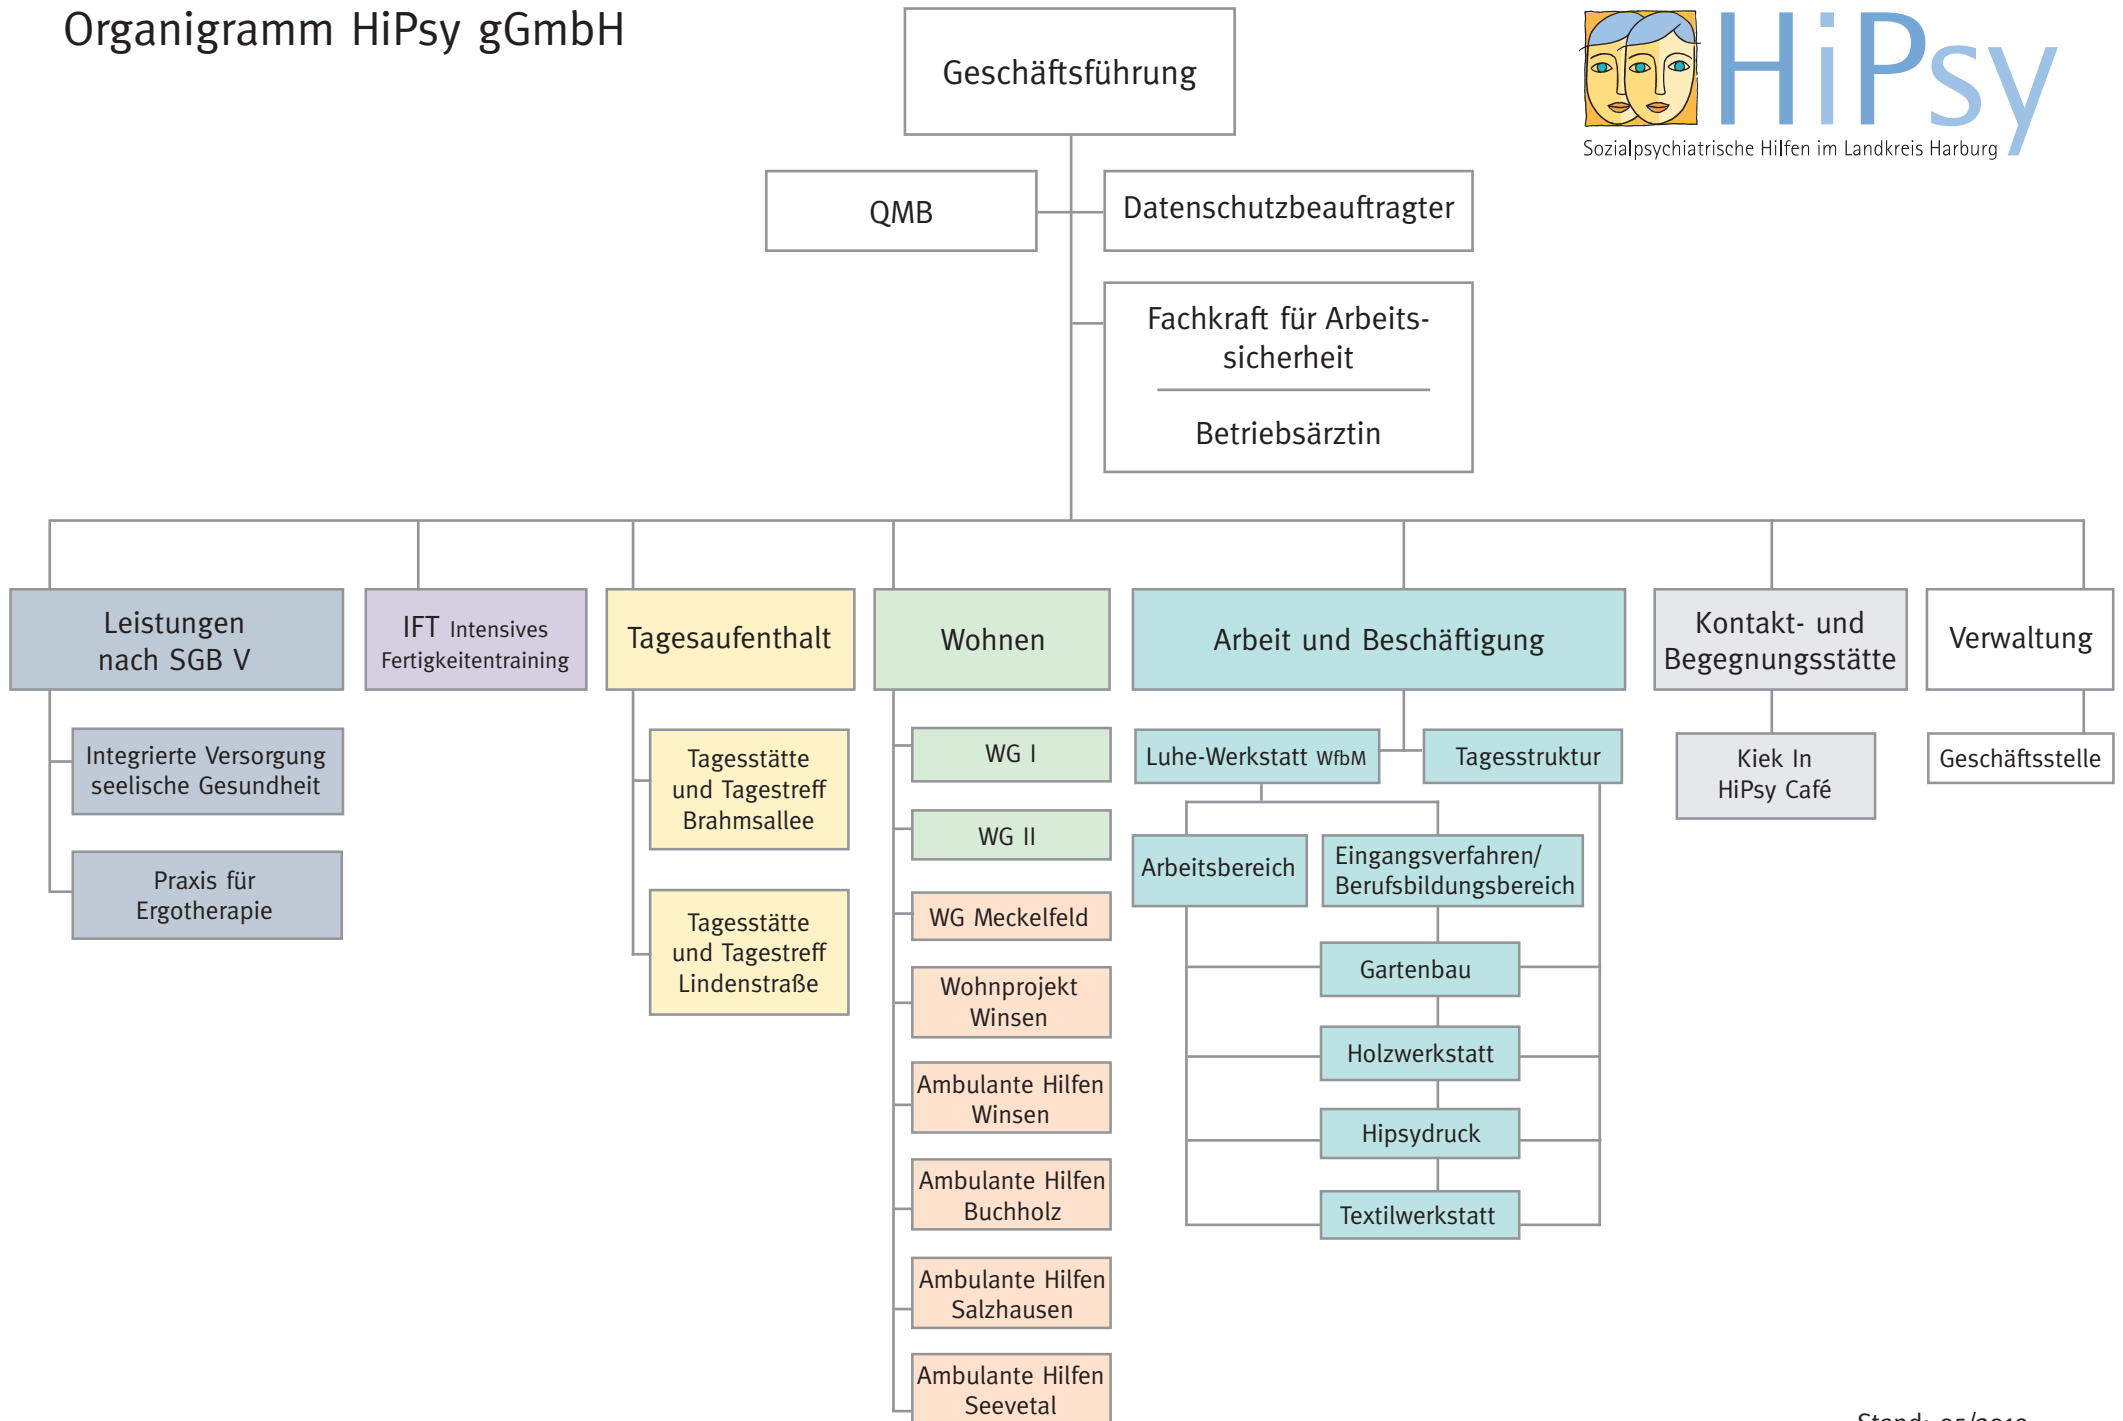 Organigramm HiPsy gGmbH
HiPsy
Sozialpsychiatrische Hilfen im Landkreis Harburg
Geschäftsführung
QMB
Datenschutzbeauftragter
Fachkraft für Arbeits-
sicherheit
Betriebsärztin
Leistungen
nach SGB V
Integrierte Versorgung
seelische Gesundheit
Praxis für
Ergotherapie
IFT Intensives
Fertigkeitentraining
Tagesaufenthalt
Tagesstätte
und Tagestreff
Brahmsallee
Tagesstätte
und Tagestreff
Lindenstraße
Wohnen
WG I
WG II
WG Meckelfeld
Wohnprojekt
Winsen
Ambulante Hilfen
Winsen
Ambulante Hilfen
Buchholz
Ambulante Hilfen
Salzhausen
Ambulante Hilfen
Seevetal
Arbeit und Beschäftigung
Luhe-Werkstatt WfbM
Tagesstruktur
Arbeitsbereich
Eingangsverfahren/
Berufsbildungsbereich
Gartenbau
Holzwerkstatt
Hipsydruck
Textilwerkstatt
Kontakt- und
Begegnungsstätte
Kiek In
HiPsy Café
Verwaltung
Geschäftsstelle
Stand: